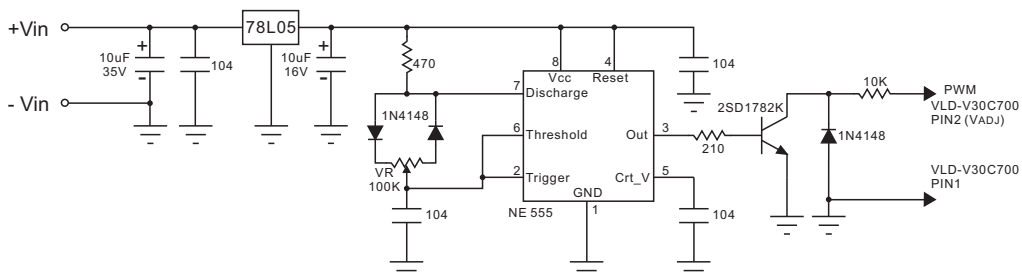 +Vin
- Vin
10uF
35V
+
-
104
78L05
10uF
16V
+
-
470
1N4148
VR
100K
104
8
Vcc
4
Reset
7
Discharge
6
Threshold
2
Trigger
Out
3
Crt_V
5
GND
1
NE 555
104
104
210
2SD1782K
1N4148
10K
PWM
VLD-V30C700
PIN2 (VADJ)
VLD-V30C700
PIN1